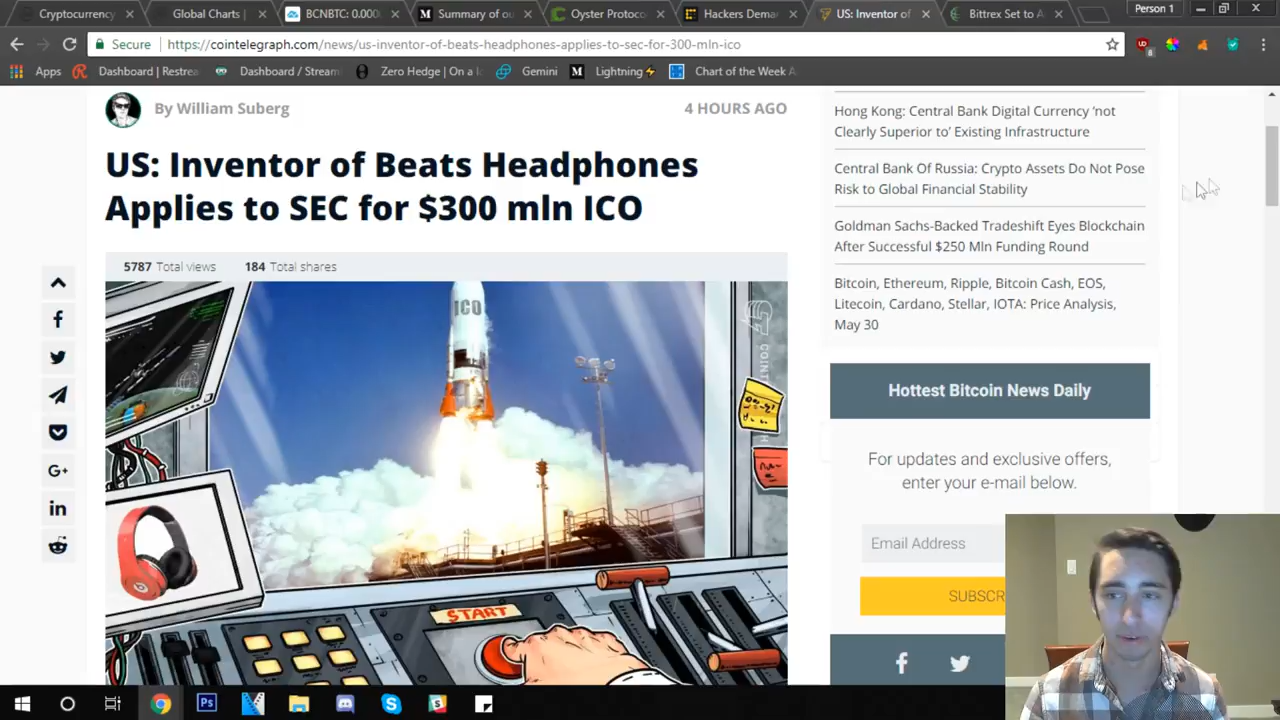 Cryptocurrency
Global Charts |
BCNBTC: 0.000
Summary of ou
Oyster Protoco
Hackers Dema
US: Inventor of
Bittrex Set to A
Person 1
Secure
https://cointelegraph.com/news/us-inventor-of-beats-headphones-applies-to-sec-for-300-mln-ico
Apps
Dashboard | Restrea
Dashboard / Stream
Zero Hedge | On a l
Gemini
Lightning⚡
Chart of the Week A
By William Suberg
4 HOURS AGO
US: Inventor of Beats Headphones
Applies to SEC for $300 mln ICO
5787 Total views
184 Total shares
ICO
START
G+
in
Hong Kong: Central Bank Digital Currency ‘not
Clearly Superior to’ Existing Infrastructure
Central Bank Of Russia: Crypto Assets Do Not Pose
Risk to Global Financial Stability
Goldman Sachs-Backed Tradeshift Eyes Blockchain
After Successful $250 Mln Funding Round
Bitcoin, Ethereum, Ripple, Bitcoin Cash, EOS,
Litecoin, Cardano, Stellar, IOTA: Price Analysis,
May 30
Hottest Bitcoin News Daily
For updates and exclusive offers,
enter your e-mail below.
Email Address
SUBSCR